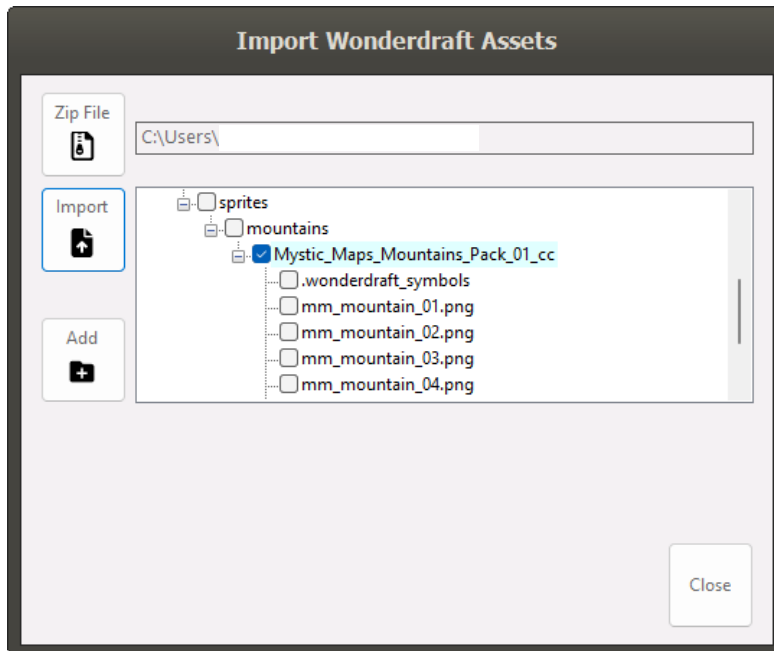 Import Wonderdraft Assets
Zip File
C:\Users\
Import
sprites
mountains
Mystic_Maps_Mountains_Pack_01_cc
.wonderdraft_symbols
mm_mountain_01.png
mm_mountain_02.png
mm_mountain_03.png
mm_mountain_04.png
Add
Close